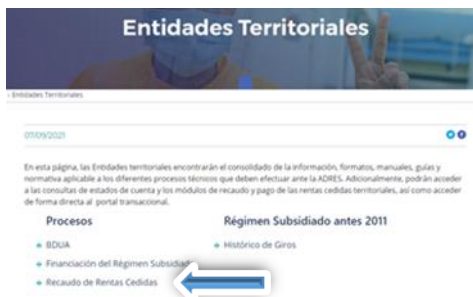 Entidades Territoriales
» Entidades Territoriales
07/09/2021
En esta página, las Entidades territoriales encontrarán el consolidado de la información, formatos, manuales, guías y
normativa aplicable a los diferentes procesos técnicos que deben efectuar ante la ADRES. Adicionalmente, podrán acceder
a las consultas de estados de cuenta y los módulos de recaudo y pago de las rentas cedidas territoriales, así como acceder
de forma directa al portal transaccional.
Procesos
Régimen Subsidiado antes 2011
BDUA
Histórico de Giros
Financiación del Régimen Subsidiado
Recaudo de Rentas Cedidas